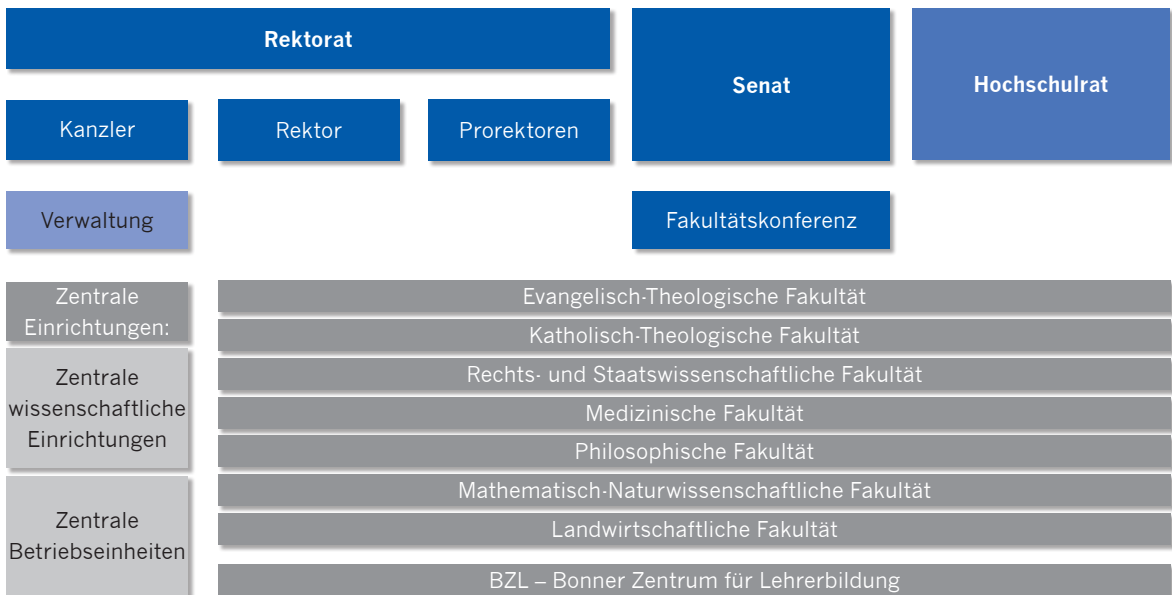 Rektorat
Senat
Hochschulrat
Kanzler
Rektor
Prorektoren
Verwaltung
Fakultätskonferenz
Zentrale
Einrichtungen:
Zentrale
wissenschaftliche
Einrichtungen
Zentrale
Betriebseinheiten
Evangelisch-Theologische Fakultät
Katholisch-Theologische Fakultät
Rechts- und Staatswissenschaftliche Fakultät
Medizinische Fakultät
Philosophische Fakultät
Mathematisch-Naturwissenschaftliche Fakultät
Landwirtschaftliche Fakultät
BZL – Bonner Zentrum für Lehrerbildung